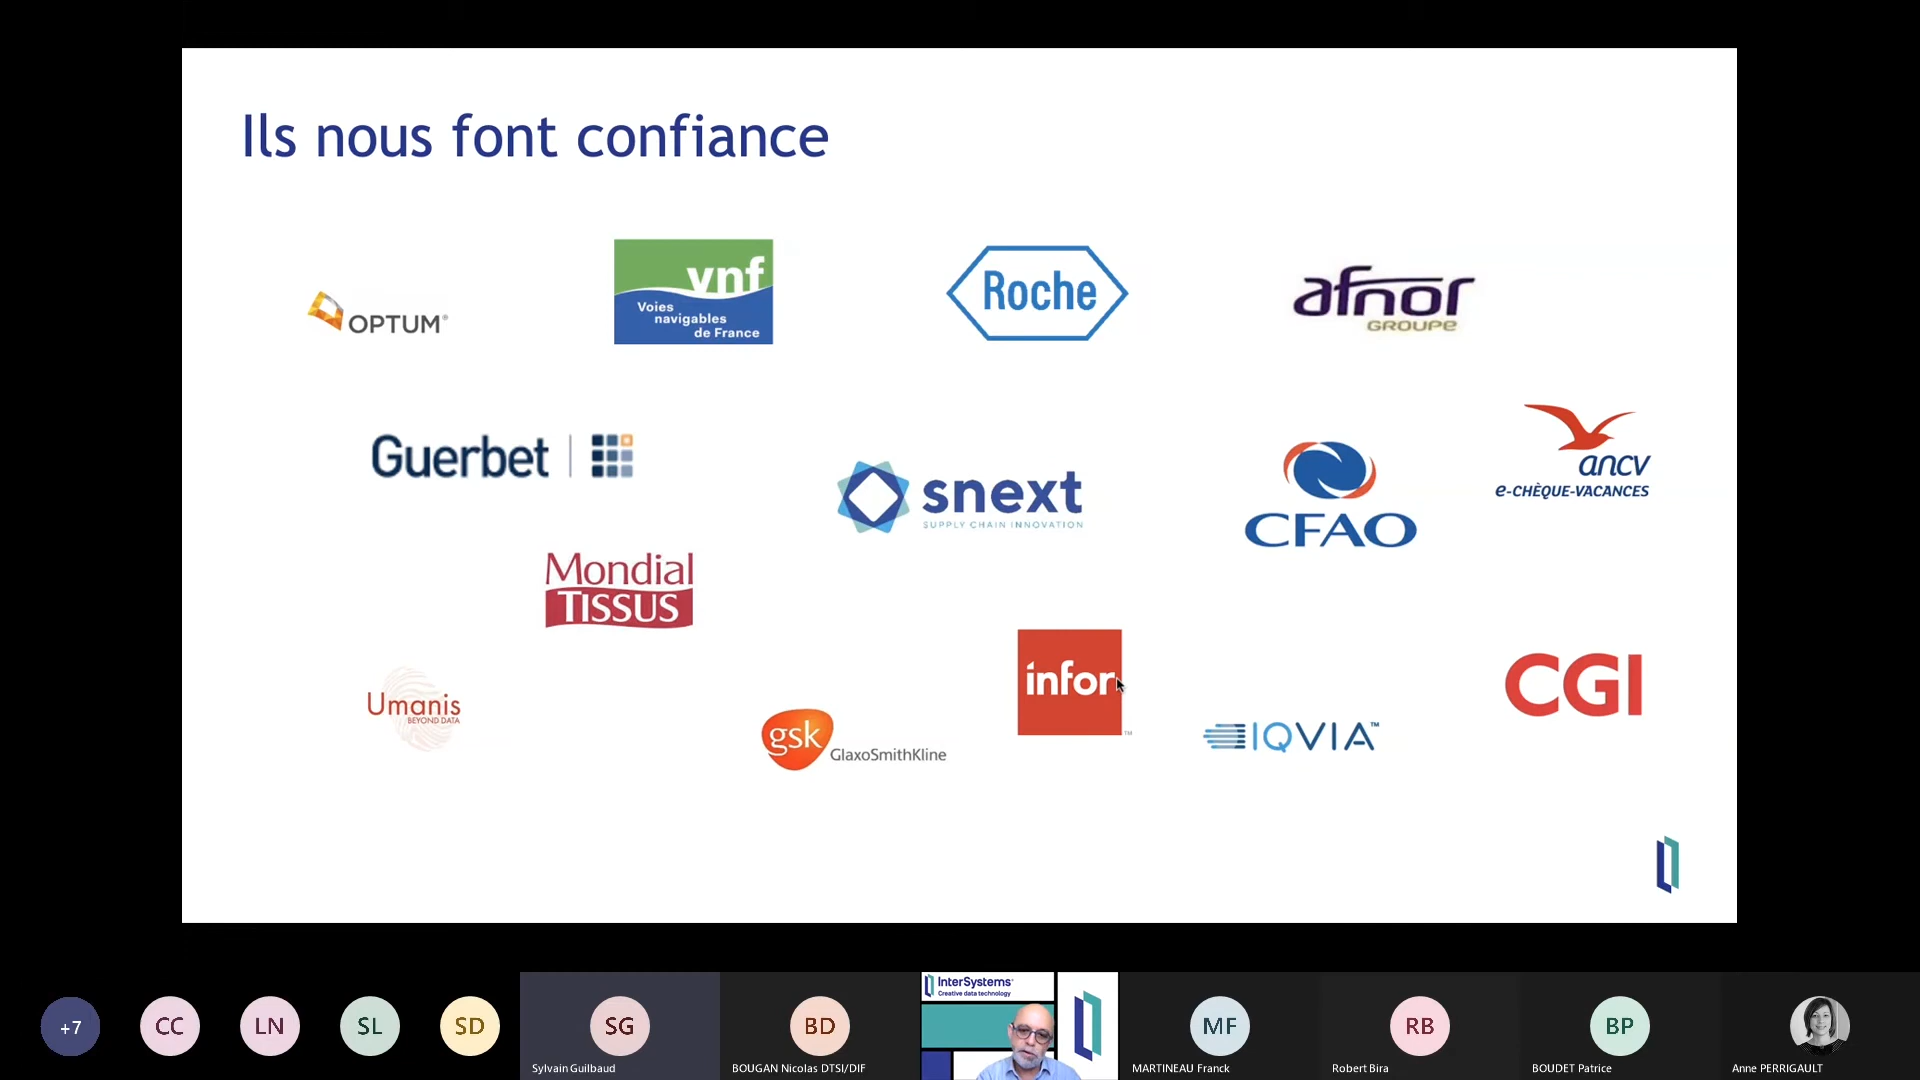 Ils nous font confiance
OPTUM®
vnf
Voies
navigables
de France
Roche
afnor
GROUPE
Guerbet
snext
SUPPLY CHAIN INNOVATION
CFAO
ancv
e-CHÈQUE-VACANCES
Mondial
TISSUS
Umanis
BEYOND DATA
gsk
GlaxoSmithKline
infor
™
IQVIA™
CGI
+7
CC
LN
SL
SD
SG
Sylvain Guilbaud
BD
BOUGAN Nicolas DTSI/DIF
InterSystems®
Creative data technology
MF
MARTINEAU Franck
RB
Robert Bira
BP
BOUDET Patrice
Anne PERRIGAULT